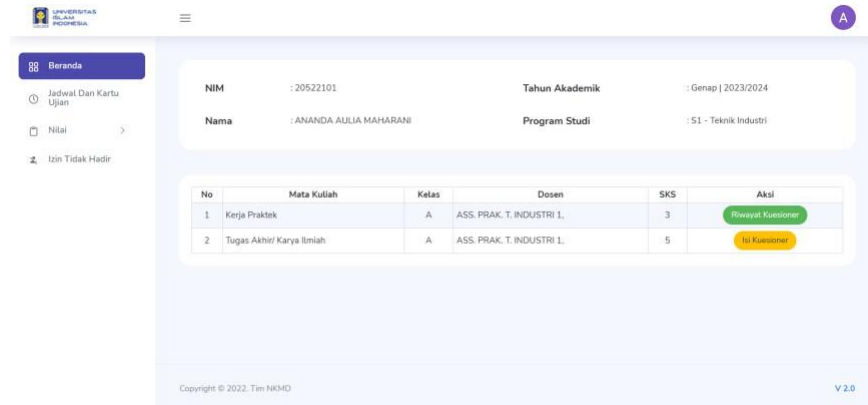 UNIVERSITAS
ISLAM
INDONESIA
A
Beranda
Jadwal Dan Kartu
Ujian
Nilai
Izin Tidak Hadir
NIM : 20522101 Tahun Akademik : Genap | 2023/2024
Nama : ANANDA AULIA MAHARANI Program Studi : S1 - Teknik Industri
No Mata Kuliah Kelas Dosen SKS Aksi
1 Kerja Praktek A ASS. PRAK. T. INDUSTRI 1, 3 Riwayat Kuesioner
2 Tugas Akhir/ Karya Ilmiah A ASS. PRAK. T. INDUSTRI 1, 5 Isi Kuesioner
Copyright © 2022. Tim NKMD V 2.0